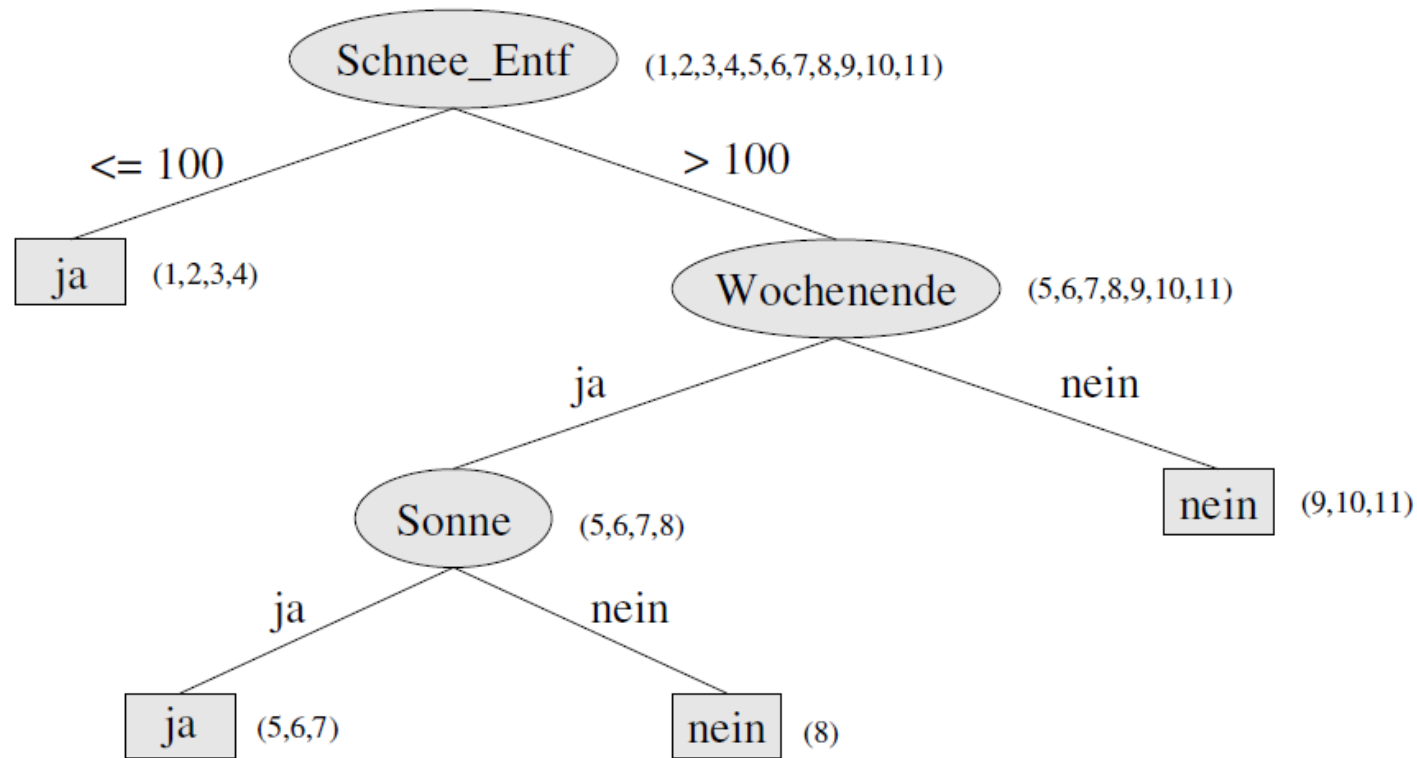 Schnee_Entf (1,2,3,4,5,6,7,8,9,10,11)
<= 100 > 100
ja (1,2,3,4) Wochenende (5,6,7,8,9,10,11)
ja nein
Sonne (5,6,7,8) nein (9,10,11)
ja nein
ja (5,6,7) nein (8)